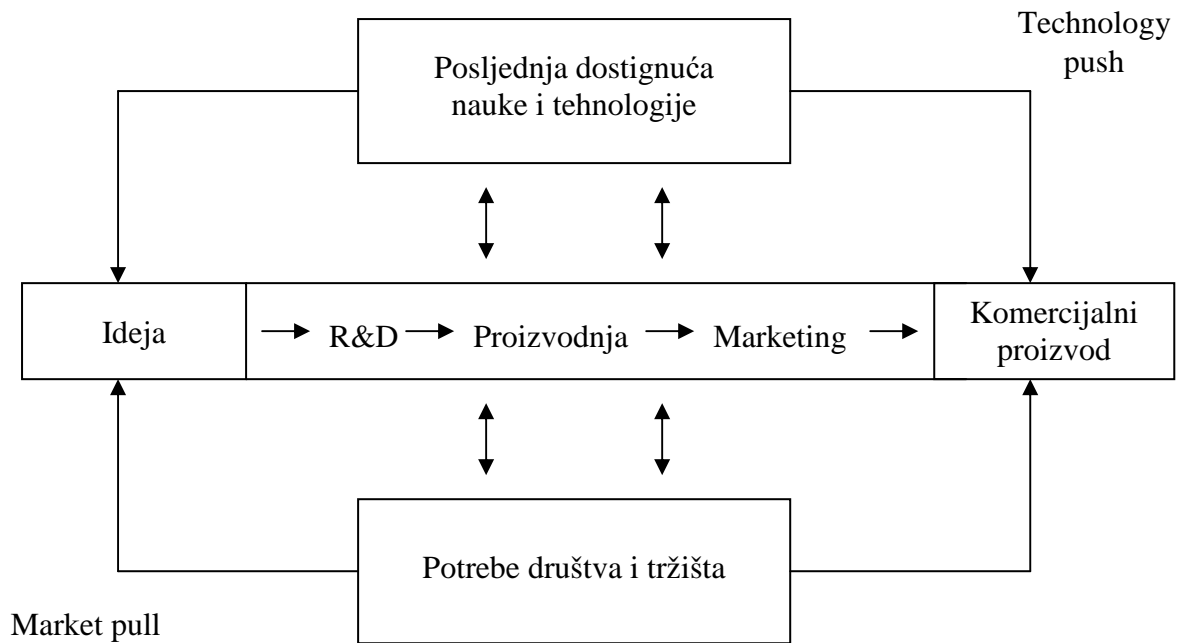 Technology
push
Posljednja dostignuća
nauke i tehnologije
Ideja
R&D
Proizvodnja
Marketing
Komercijalni
proizvod
Potrebe društva i tržišta
Market pull